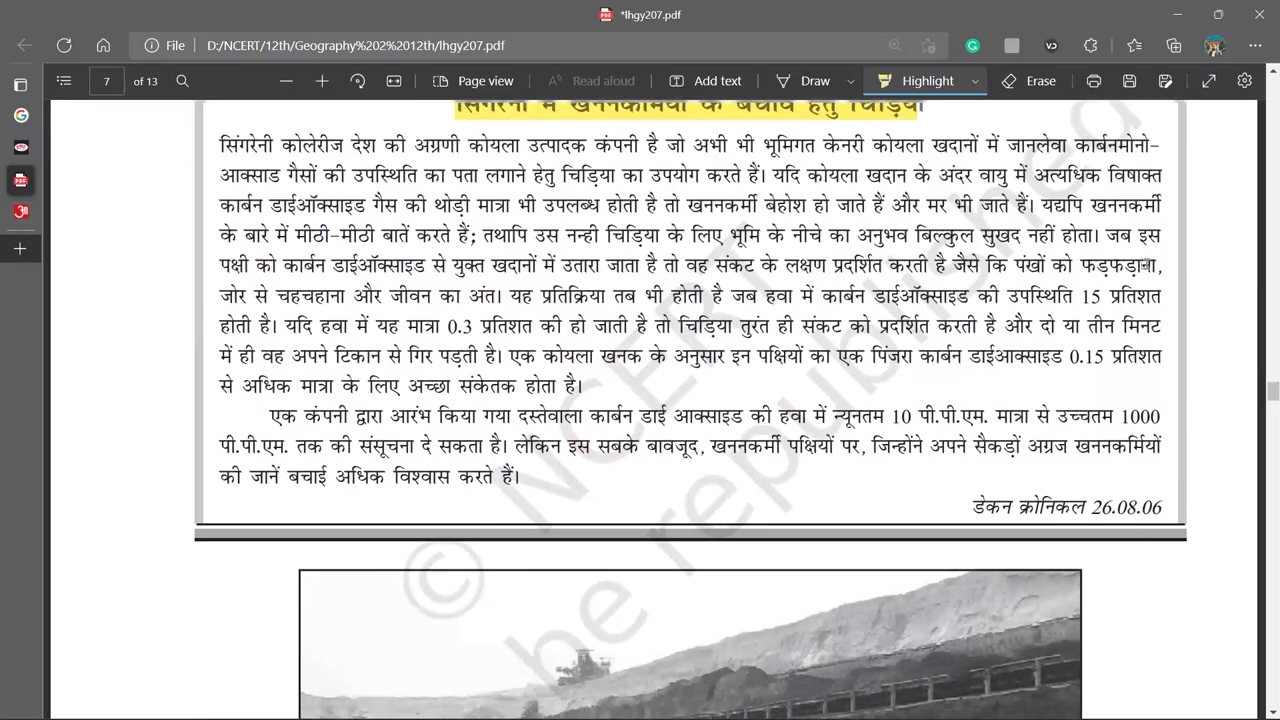 *lhgy207.pdf
File D:/NCERT/12th/Geography%202%2012th/lhgy207.pdf
7 of 13 Page view Read aloud Add text Draw Highlight Erase
सिंगरेनी में खननकर्मियों के बचाव हेतु चिड़िया
सिंगरेनी कोलेरीज देश की अग्रणी कोयला उत्पादक कंपनी है जो अभी भी भूमिगत केनरी कोयला खदानों में जानलेवा कार्बनमोनो-
आक्साड गैसों की उपस्थिति का पता लगाने हेतु चिड़िया का उपयोग करते हैं। यदि कोयला खदान के अंदर वायु में अत्यधिक विषाक्त
कार्बन डाईऑक्साइड गैस की थोड़ी मात्रा भी उपलब्ध होती है तो खननकर्मी बेहोश हो जाते हैं और मर भी जाते हैं। यद्यपि खननकर्मी
के बारे में मीठी-मीठी बातें करते हैं; तथापि उस नन्ही चिड़िया के लिए भूमि के नीचे का अनुभव बिल्कुल सुखद नहीं होता। जब इस
पक्षी को कार्बन डाईऑक्साइड से युक्त खदानों में उतारा जाता है तो वह संकट के लक्षण प्रदर्शित करती है जैसे कि पंखों को फड़फड़ाना,
जोर से चहचहाना और जीवन का अंत। यह प्रतिक्रिया तब भी होती है जब हवा में कार्बन डाईऑक्साइड की उपस्थिति 15 प्रतिशत
होती है। यदि हवा में यह मात्रा 0.3 प्रतिशत की हो जाती है तो चिड़िया तुरंत ही संकट को प्रदर्शित करती है और दो या तीन मिनट
में ही वह अपने टिकान से गिर पड़ती है। एक कोयला खनक के अनुसार इन पक्षियों का एक पिंजरा कार्बन डाईआक्साइड 0.15 प्रतिशत
से अधिक मात्रा के लिए अच्छा संकेतक होता है।
एक कंपनी द्वारा आरंभ किया गया दस्तेवाला कार्बन डाई आक्साइड की हवा में न्यूनतम 10 पी.पी.एम. मात्रा से उच्चतम 1000
पी.पी.एम. तक की संसूचना दे सकता है। लेकिन इस सबके बावजूद, खननकर्मी पक्षियों पर, जिन्होंने अपने सैकड़ों अग्रज खननकर्मियों
की जानें बचाई अधिक विश्वास करते हैं।
डेकन क्रोनिकल 26.08.06
© NCERT
be republished